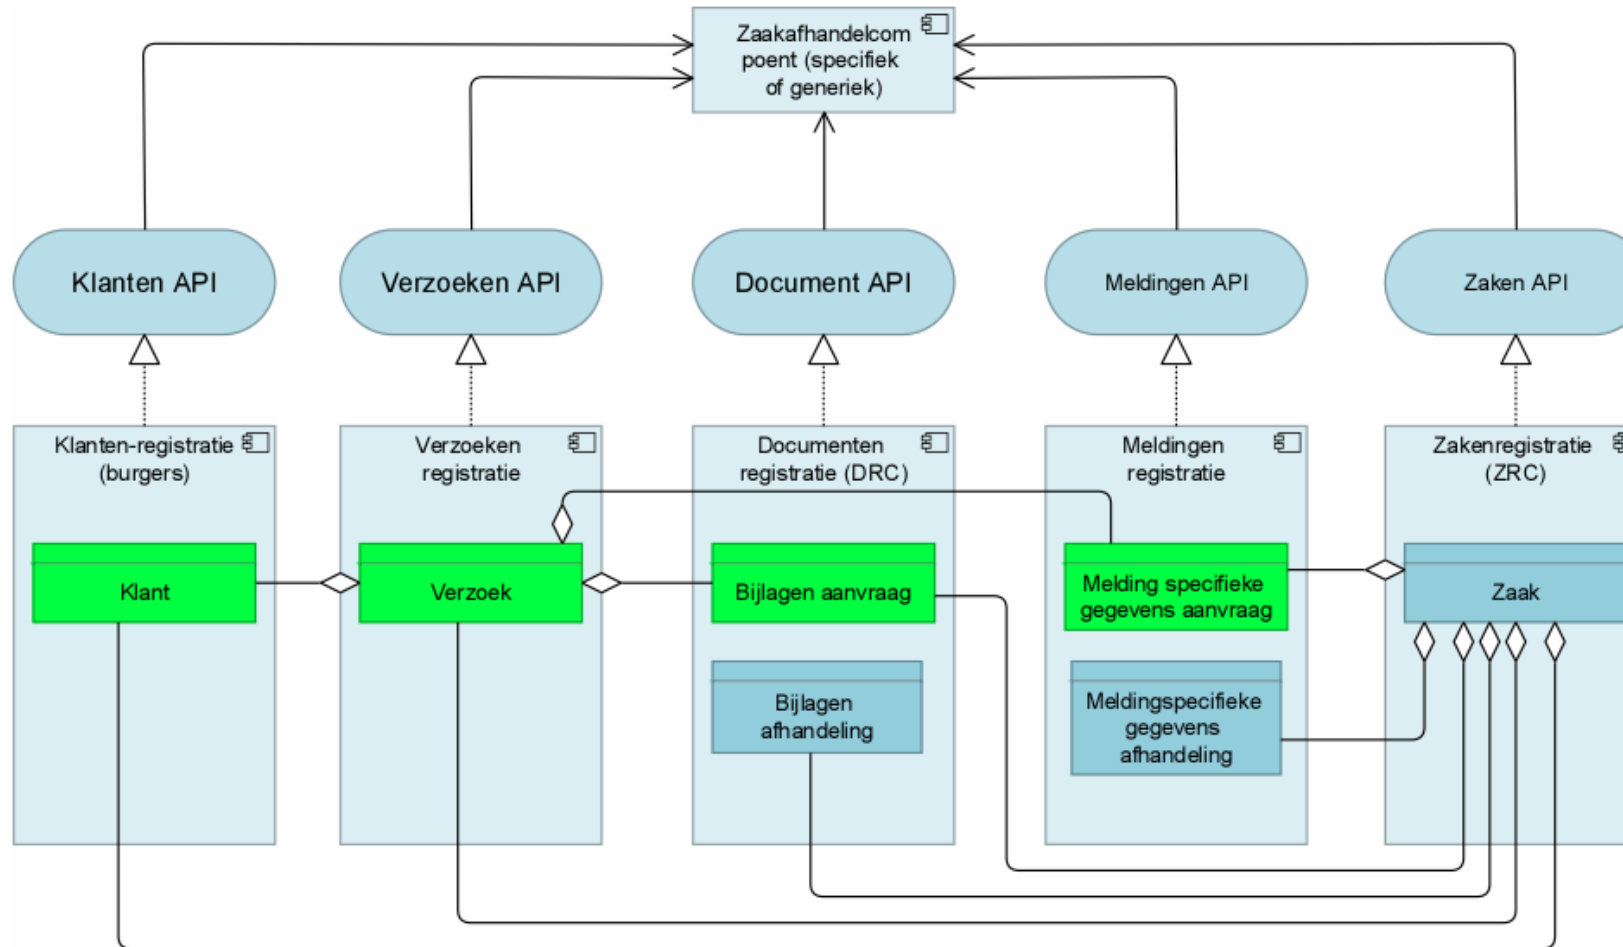 Zaakafhandelcom
poent (specifiek
of generiek)
Klanten API
Verzoeken API
Document API
Meldingen API
Zaken API
Klanten-registratie
(burgers)
Verzoeken
registratie
Documenten
registratie (DRC)
Meldingen
registratie
Zakenregistratie
(ZRC)
Klant
Verzoek
Bijlagen aanvraag
Melding specifieke
gegevens aanvraag
Zaak
Bijlagen
afhandeling
Meldingspecifieke
gegevens
afhandeling